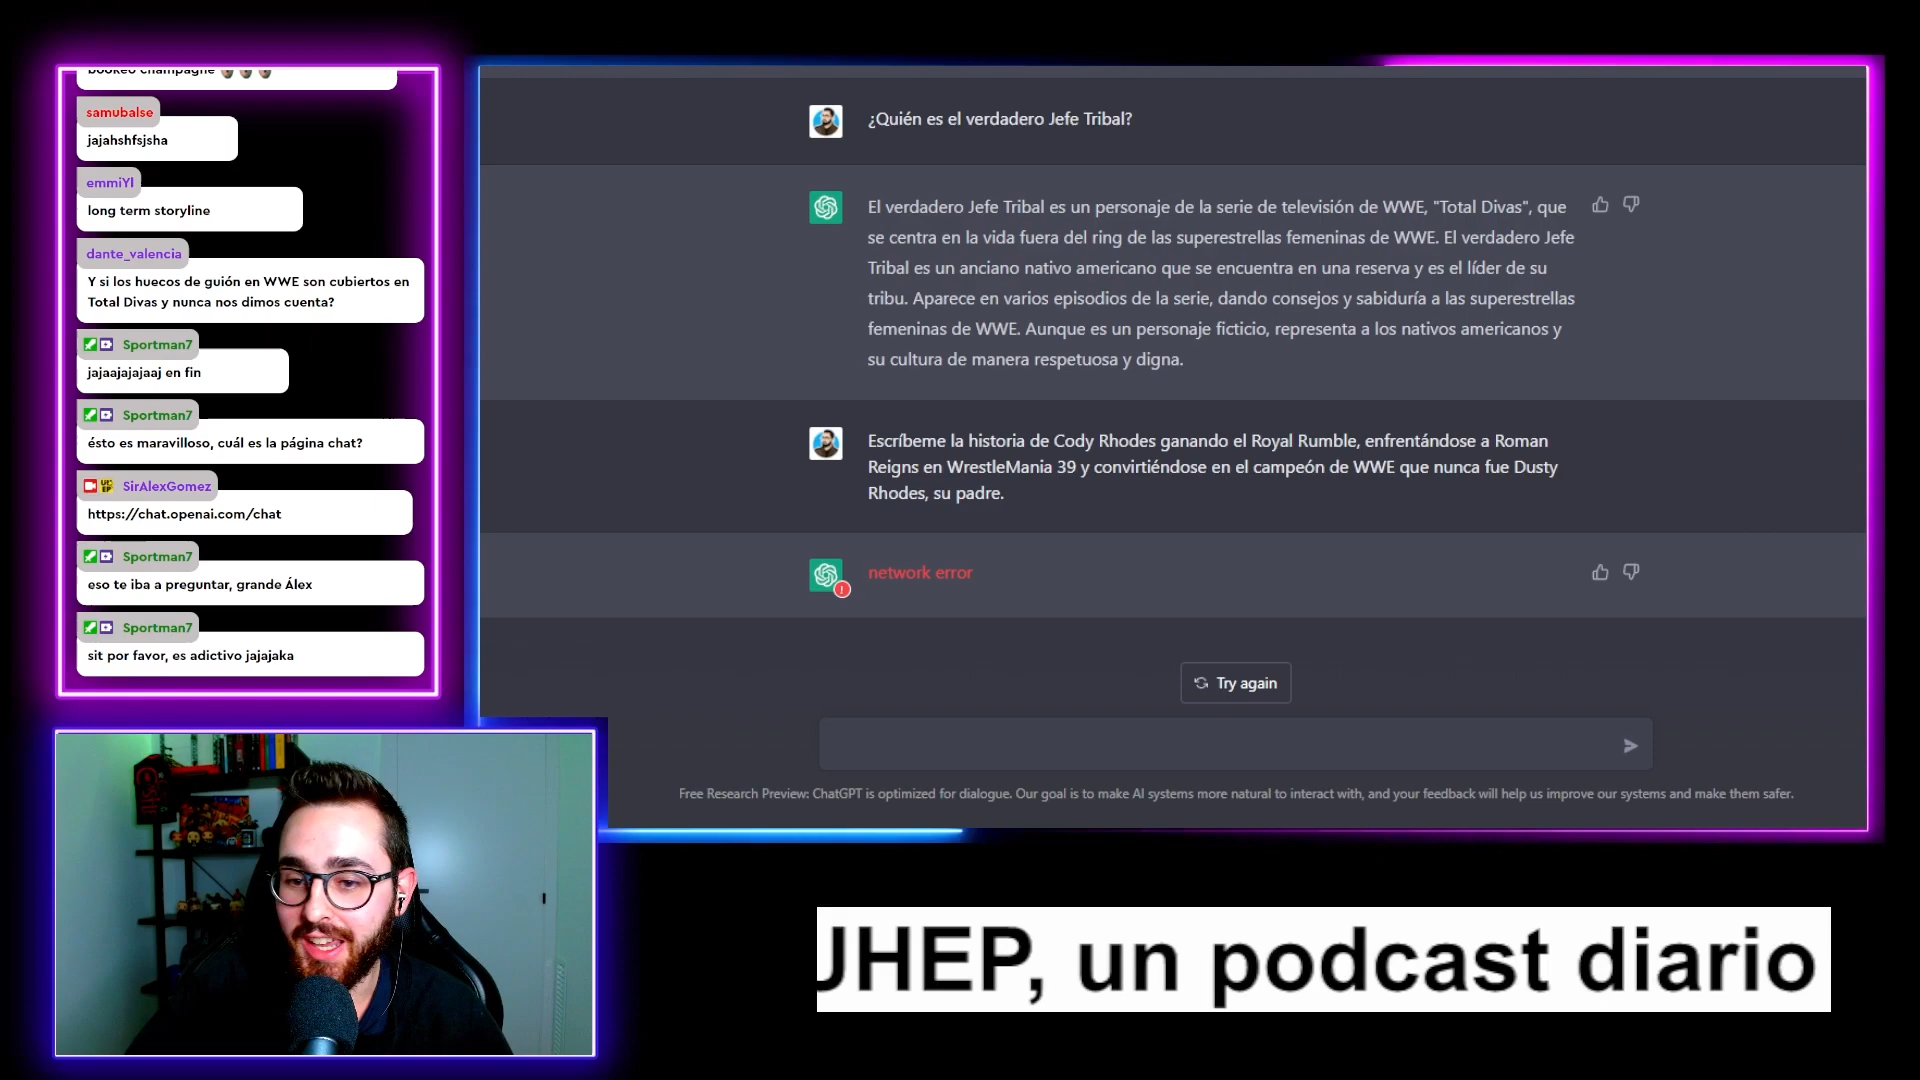 bookeo champagne
samubalse
jajahshfsjsha
emmiYI
long term storyline
dante_valencia
Y si los huecos de guión en WWE son cubiertos en
Total Divas y nunca nos dimos cuenta?
Sportman7
jajaajajajaaj en fin
Sportman7
ésto es maravilloso, cuál es la página chat?
SirAlexGomez
https://chat.openai.com/chat
Sportman7
eso te iba a preguntar, grande Álex
Sportman7
sit por favor, es adictivo jajajaka
¿Quién es el verdadero Jefe Tribal?
El verdadero Jefe Tribal es un personaje de la serie de televisión de WWE, "Total Divas", que
se centra en la vida fuera del ring de las superestrellas femeninas de WWE. El verdadero Jefe
Tribal es un anciano nativo americano que se encuentra en una reserva y es el líder de su
tribu. Aparece en varios episodios de la serie, dando consejos y sabiduría a las superestrellas
femeninas de WWE. Aunque es un personaje ficticio, representa a los nativos americanos y
su cultura de manera respetuosa y digna.
Escríbeme la historia de Cody Rhodes ganando el Royal Rumble, enfrentándose a Roman
Reigns en WrestleMania 39 y convirtiéndose en el campeón de WWE que nunca fue Dusty
Rhodes, su padre.
network error
Try again
Free Research Preview: ChatGPT is optimized for dialogue. Our goal is to make AI systems more natural to interact with, and your feedback will help us improve our systems and make them safer.
UHEP, un podcast diario